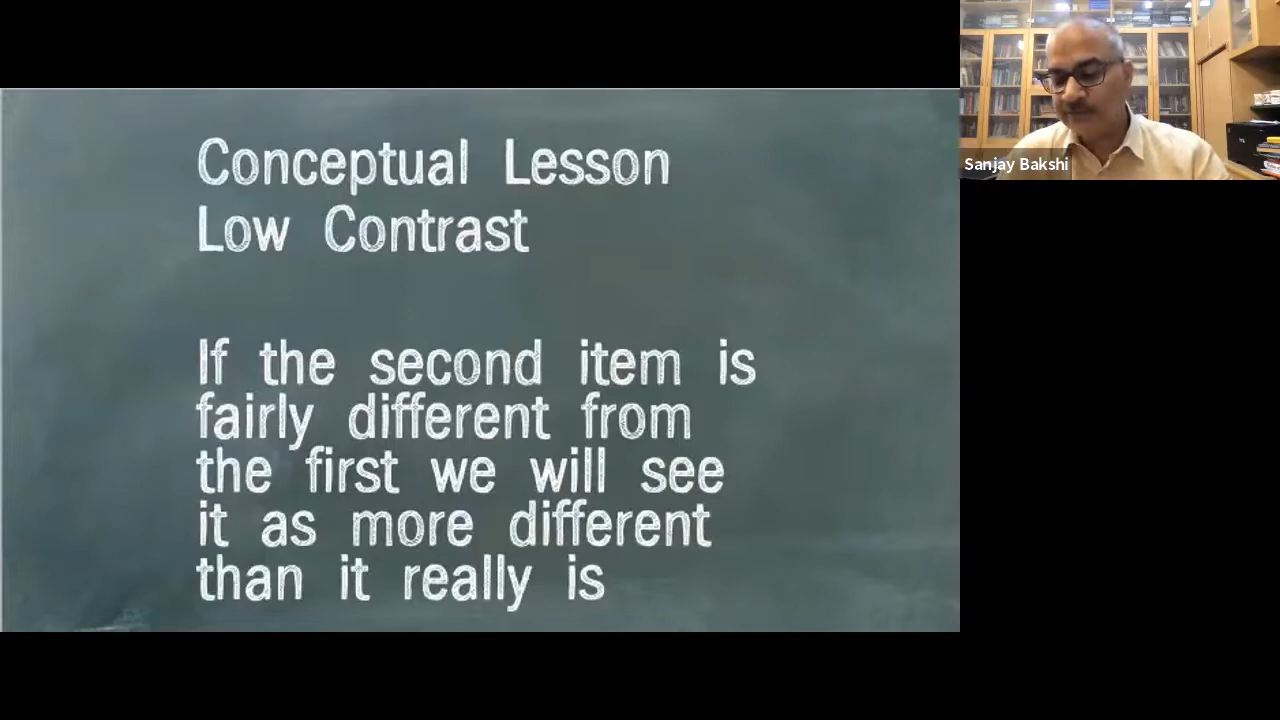 Conceptual Lesson
Low Contrast
If the second item is
fairly different from
the first we will see
it as more different
than it really is
Sanjay Bakshi